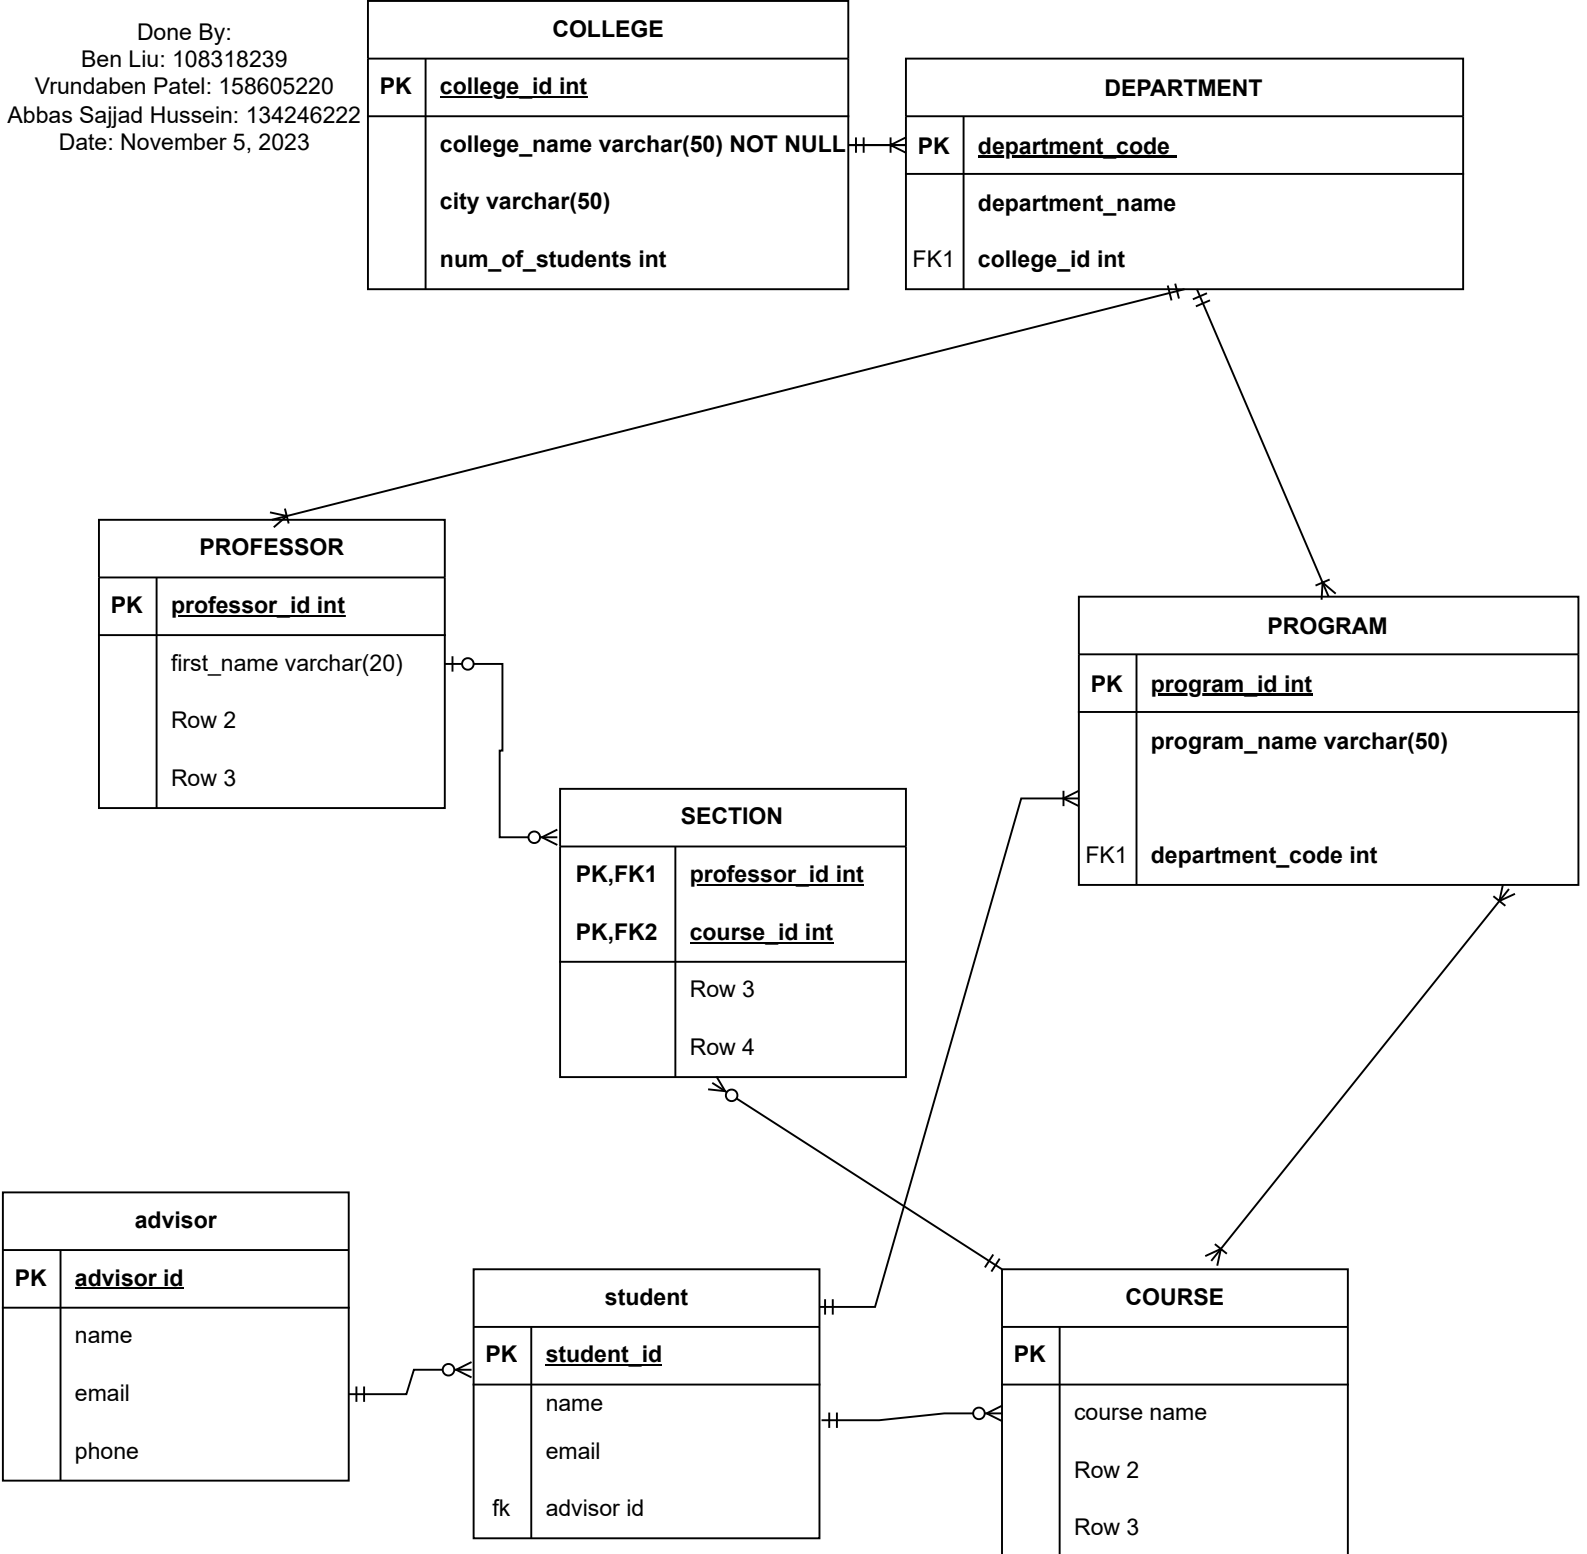 Done By:
Ben Liu: 108318239
Vrundaben Patel: 158605220
Abbas Sajjad Hussein: 134246222
Date: November 5, 2023
COLLEGE
PK college_id int
college_name varchar(50) NOT NULL
city varchar(50)
num_of_students int
DEPARTMENT
PK department_code
department_name
FK1 college_id int
PROFESSOR
PK professor_id int
first_name varchar(20)
Row 2
Row 3
PROGRAM
PK program_id int
program_name varchar(50)
FK1 department_code int
SECTION
PK,FK1 professor_id int
PK,FK2 course_id int
Row 3
Row 4
advisor
PK advisor id
name
email
phone
student
PK student_id
name
email
fk advisor id
COURSE
PK
course name
Row 2
Row 3